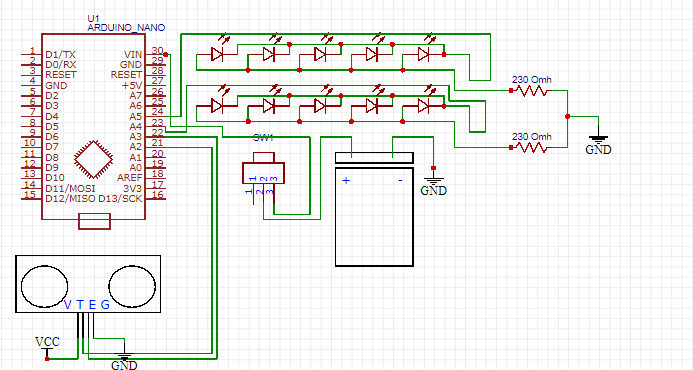 U1
ARDUINO_NANO
1 D1/TX VIN 30
2 D0/RX GND 29
3 RESET RESET 28
4 GND +5V 27
5 D2 A7 26
6 D3 A6 25
7 D4 A5 24
8 D5 A4 23
9 D6 A3 22
10 D7 A2 21
11 D8 A1 20
12 D9 A0 19
13 D10 AREF 18
14 D11/MOSI 3V3 17
15 D12/MISO D13/SCK 16
230 Omh
230 Omh
GND
SW1
1 2 3
1 2 3
+ -
GND
V T E G
VCC
GND